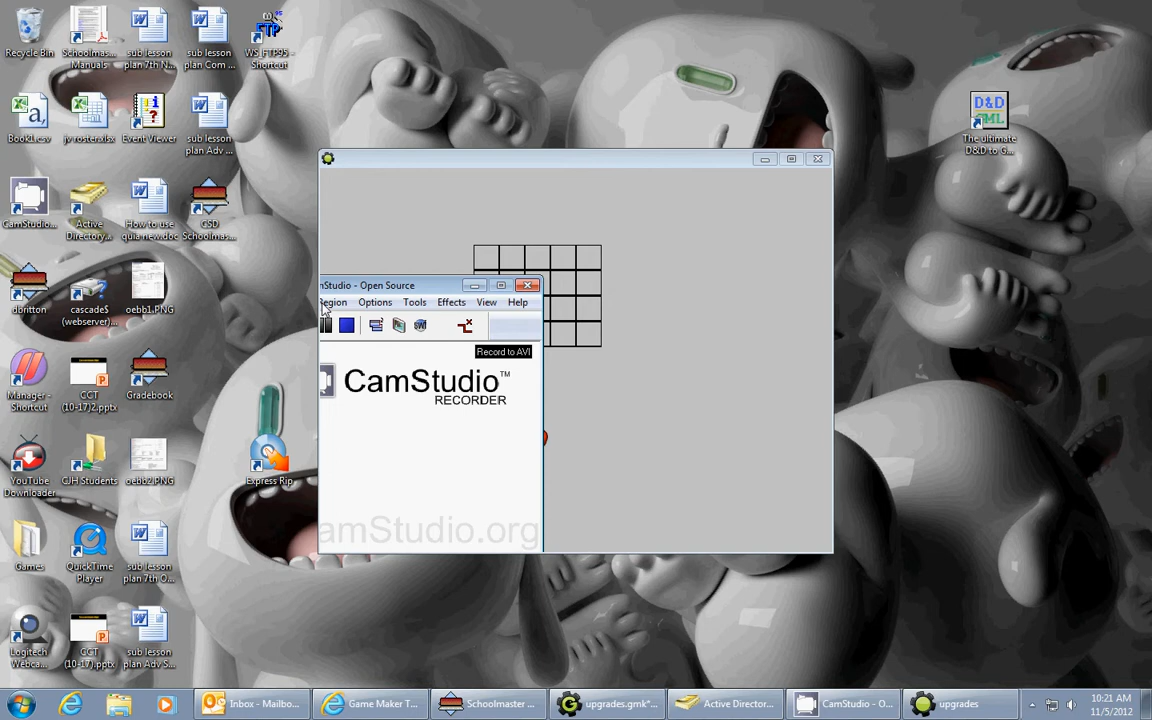 Recycle Bin
Schoolmas...
Manuals
sub lesson
plan 7th N...
sub lesson
plan Com ...
WS_FTP95 -
Shortcut
Book1.csv
jvroster.xlsx
Event Viewer
sub lesson
plan Adv ...
D&D
GML
The ultimate
D&D to G...
CamStudio...
Active
Directory...
How to use
quia new.doc
GSD
Schoolmas...
dbritton
cascade$
(webserver)...
oebb1.PNG
Manager -
Shortcut
CCT
(10-17)2.pptx
Gradebook
YouTube
Downloader
CJH Students
oebb2.PNG
Express Rip
Games
QuickTime
Player
sub lesson
plan 7th O...
Logitech
Webca...
CCT
(10-17).pptx
sub lesson
plan Adv S...
mStudio - Open Source
Region Options Tools Effects View Help
Record to AVI
CamStudio™
RECORDER
amStudio.org
Inbox - Mailbo...
Game Maker T...
Schoolmaster ...
upgrades.gmk*...
Active Director...
CamStudio - O...
upgrades
10:21 AM
11/5/2012